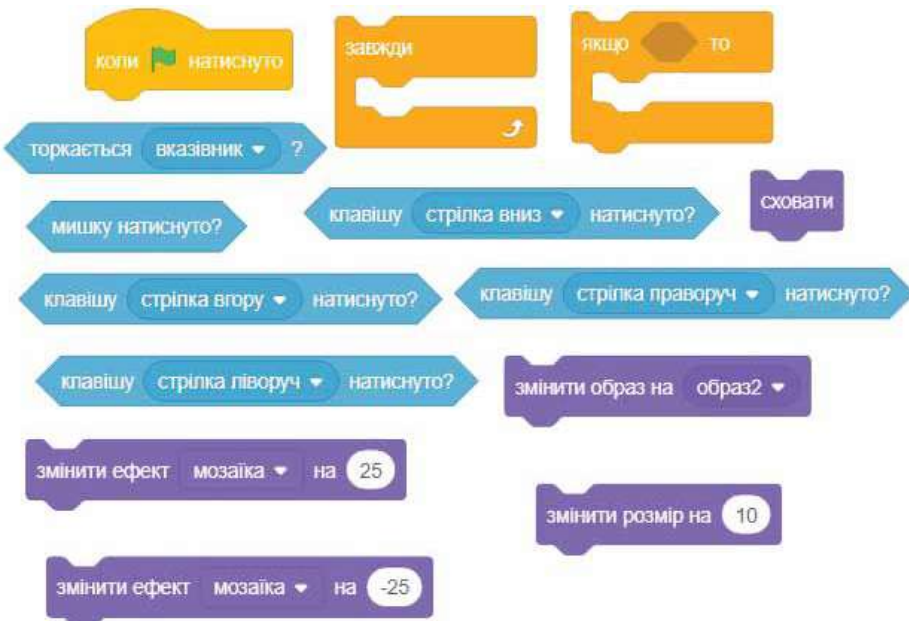 коли натиснуто
завжди
якщо то
торкається вказівник ?
мишку натиснуто?
клавішу стрілка вниз натиснуто?
сховати
клавішу стрілка вгору натиснуто?
клавішу стрілка праворуч натиснуто?
клавішу стрілка ліворуч натиснуто?
змінити образ на образ2
змінити ефект мозаїка на 25
змінити розмір на 10
змінити ефект мозаїка на -25